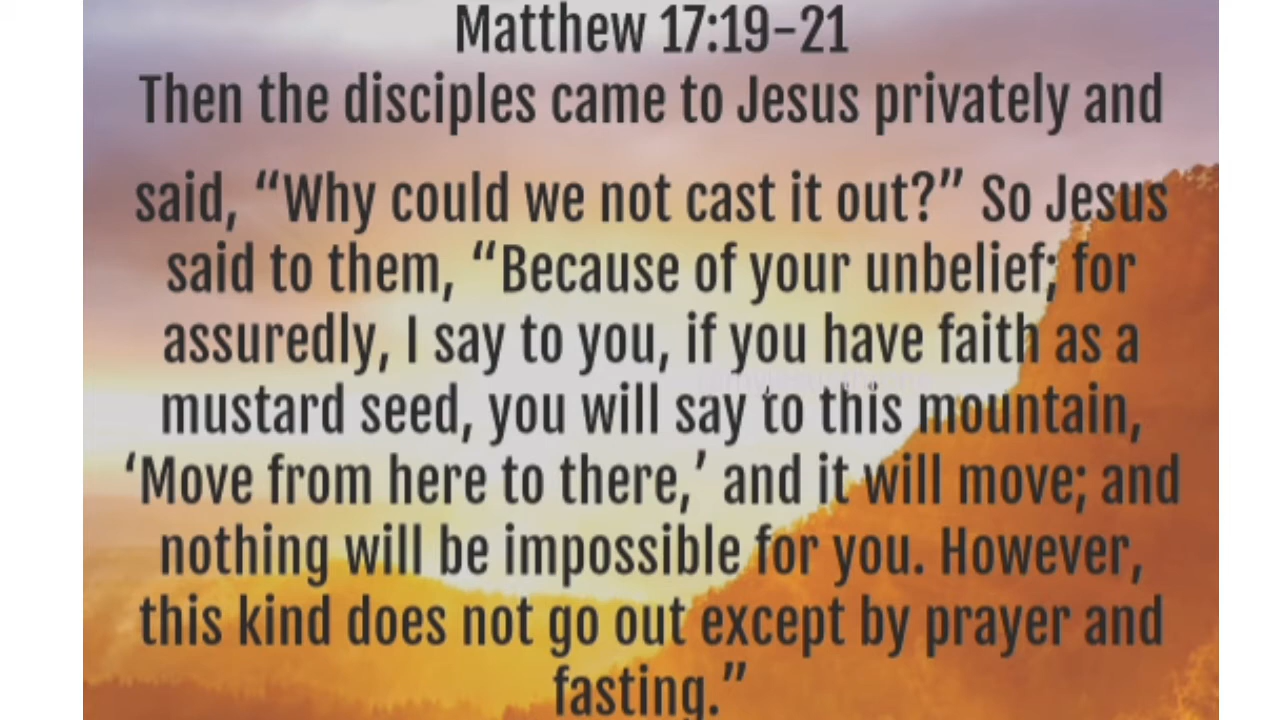 Matthew 17:19–21
Then the disciples came to Jesus privately and
said, “Why could we not cast it out?” So Jesus
said to them, “Because of your unbelief; for
assuredly, I say to you, if you have faith as a
mustard seed, you will say to this mountain,
‘Move from here to there,’ and it will move; and
nothing will be impossible for you. However,
this kind does not go out except by prayer and
fasting.”